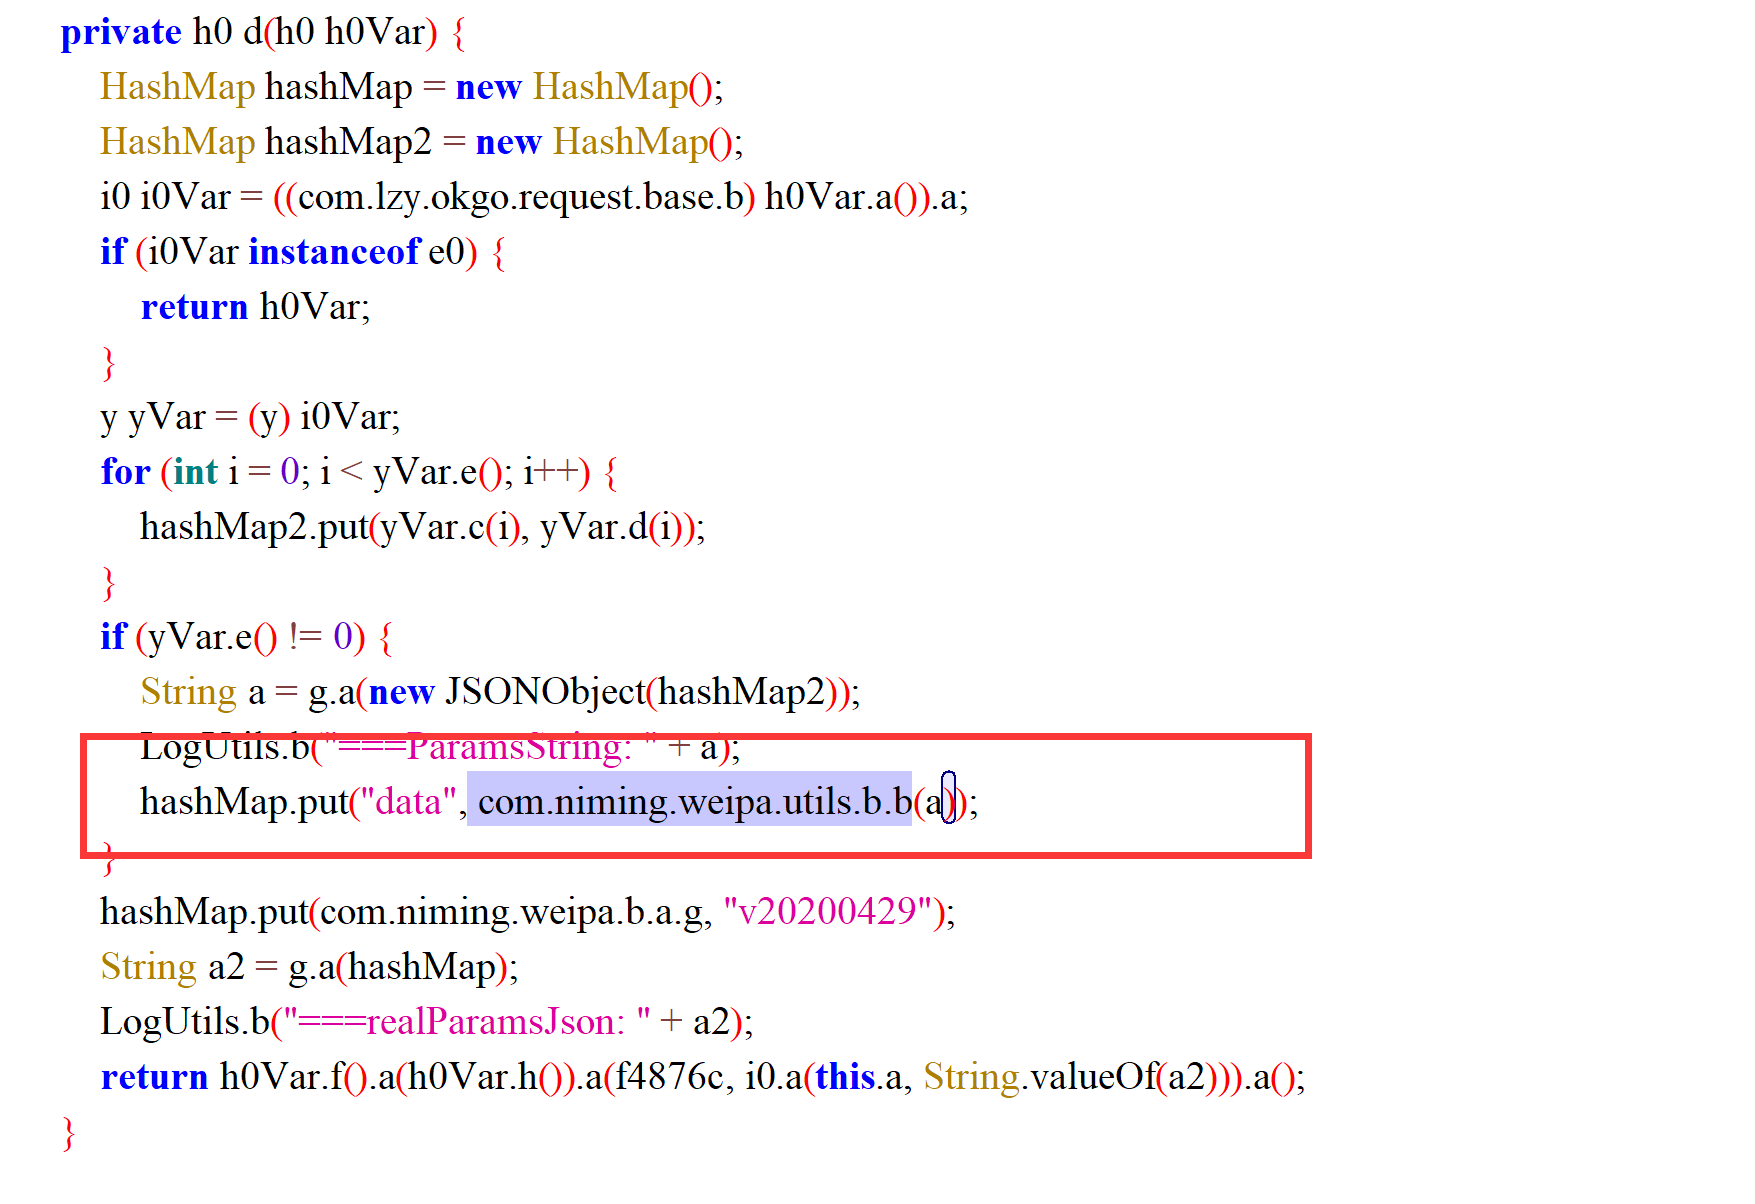 private h0 d(h0 h0Var) {
HashMap hashMap = new HashMap();
HashMap hashMap2 = new HashMap();
i0 i0Var = ((com.lzy.okgo.request.base.b) h0Var.a()).a;
if (i0Var instanceof e0) {
return h0Var;
}
y yVar = (y) i0Var;
for (int i = 0; i < yVar.e(); i++) {
hashMap2.put(yVar.c(i), yVar.d(i));
}
if (yVar.e() != 0) {
String a = g.a(new JSONObject(hashMap2));
LogUtils.b("===ParamsString: " + a);
hashMap.put("data", com.niming.weipa.utils.b.b(a));
}
hashMap.put(com.niming.weipa.b.a.g, "v20200429");
String a2 = g.a(hashMap);
LogUtils.b("===realParamsJson: " + a2);
return h0Var.f().a(h0Var.h()).a(f4876c, i0.a(this.a, String.valueOf(a2))).a();
}